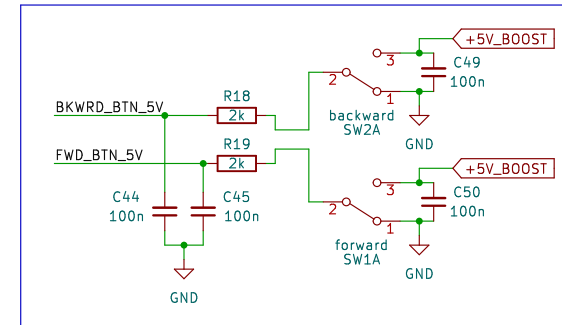 +5V_BOOST
3
C49
100n
2
1
backward
SW2A
GND
R18
2k
BKWRD_BTN_5V
R19
2k
FWD_BTN_5V
+5V_BOOST
3
C50
100n
2
1
forward
SW1A
GND
C44
100n
C45
100n
GND